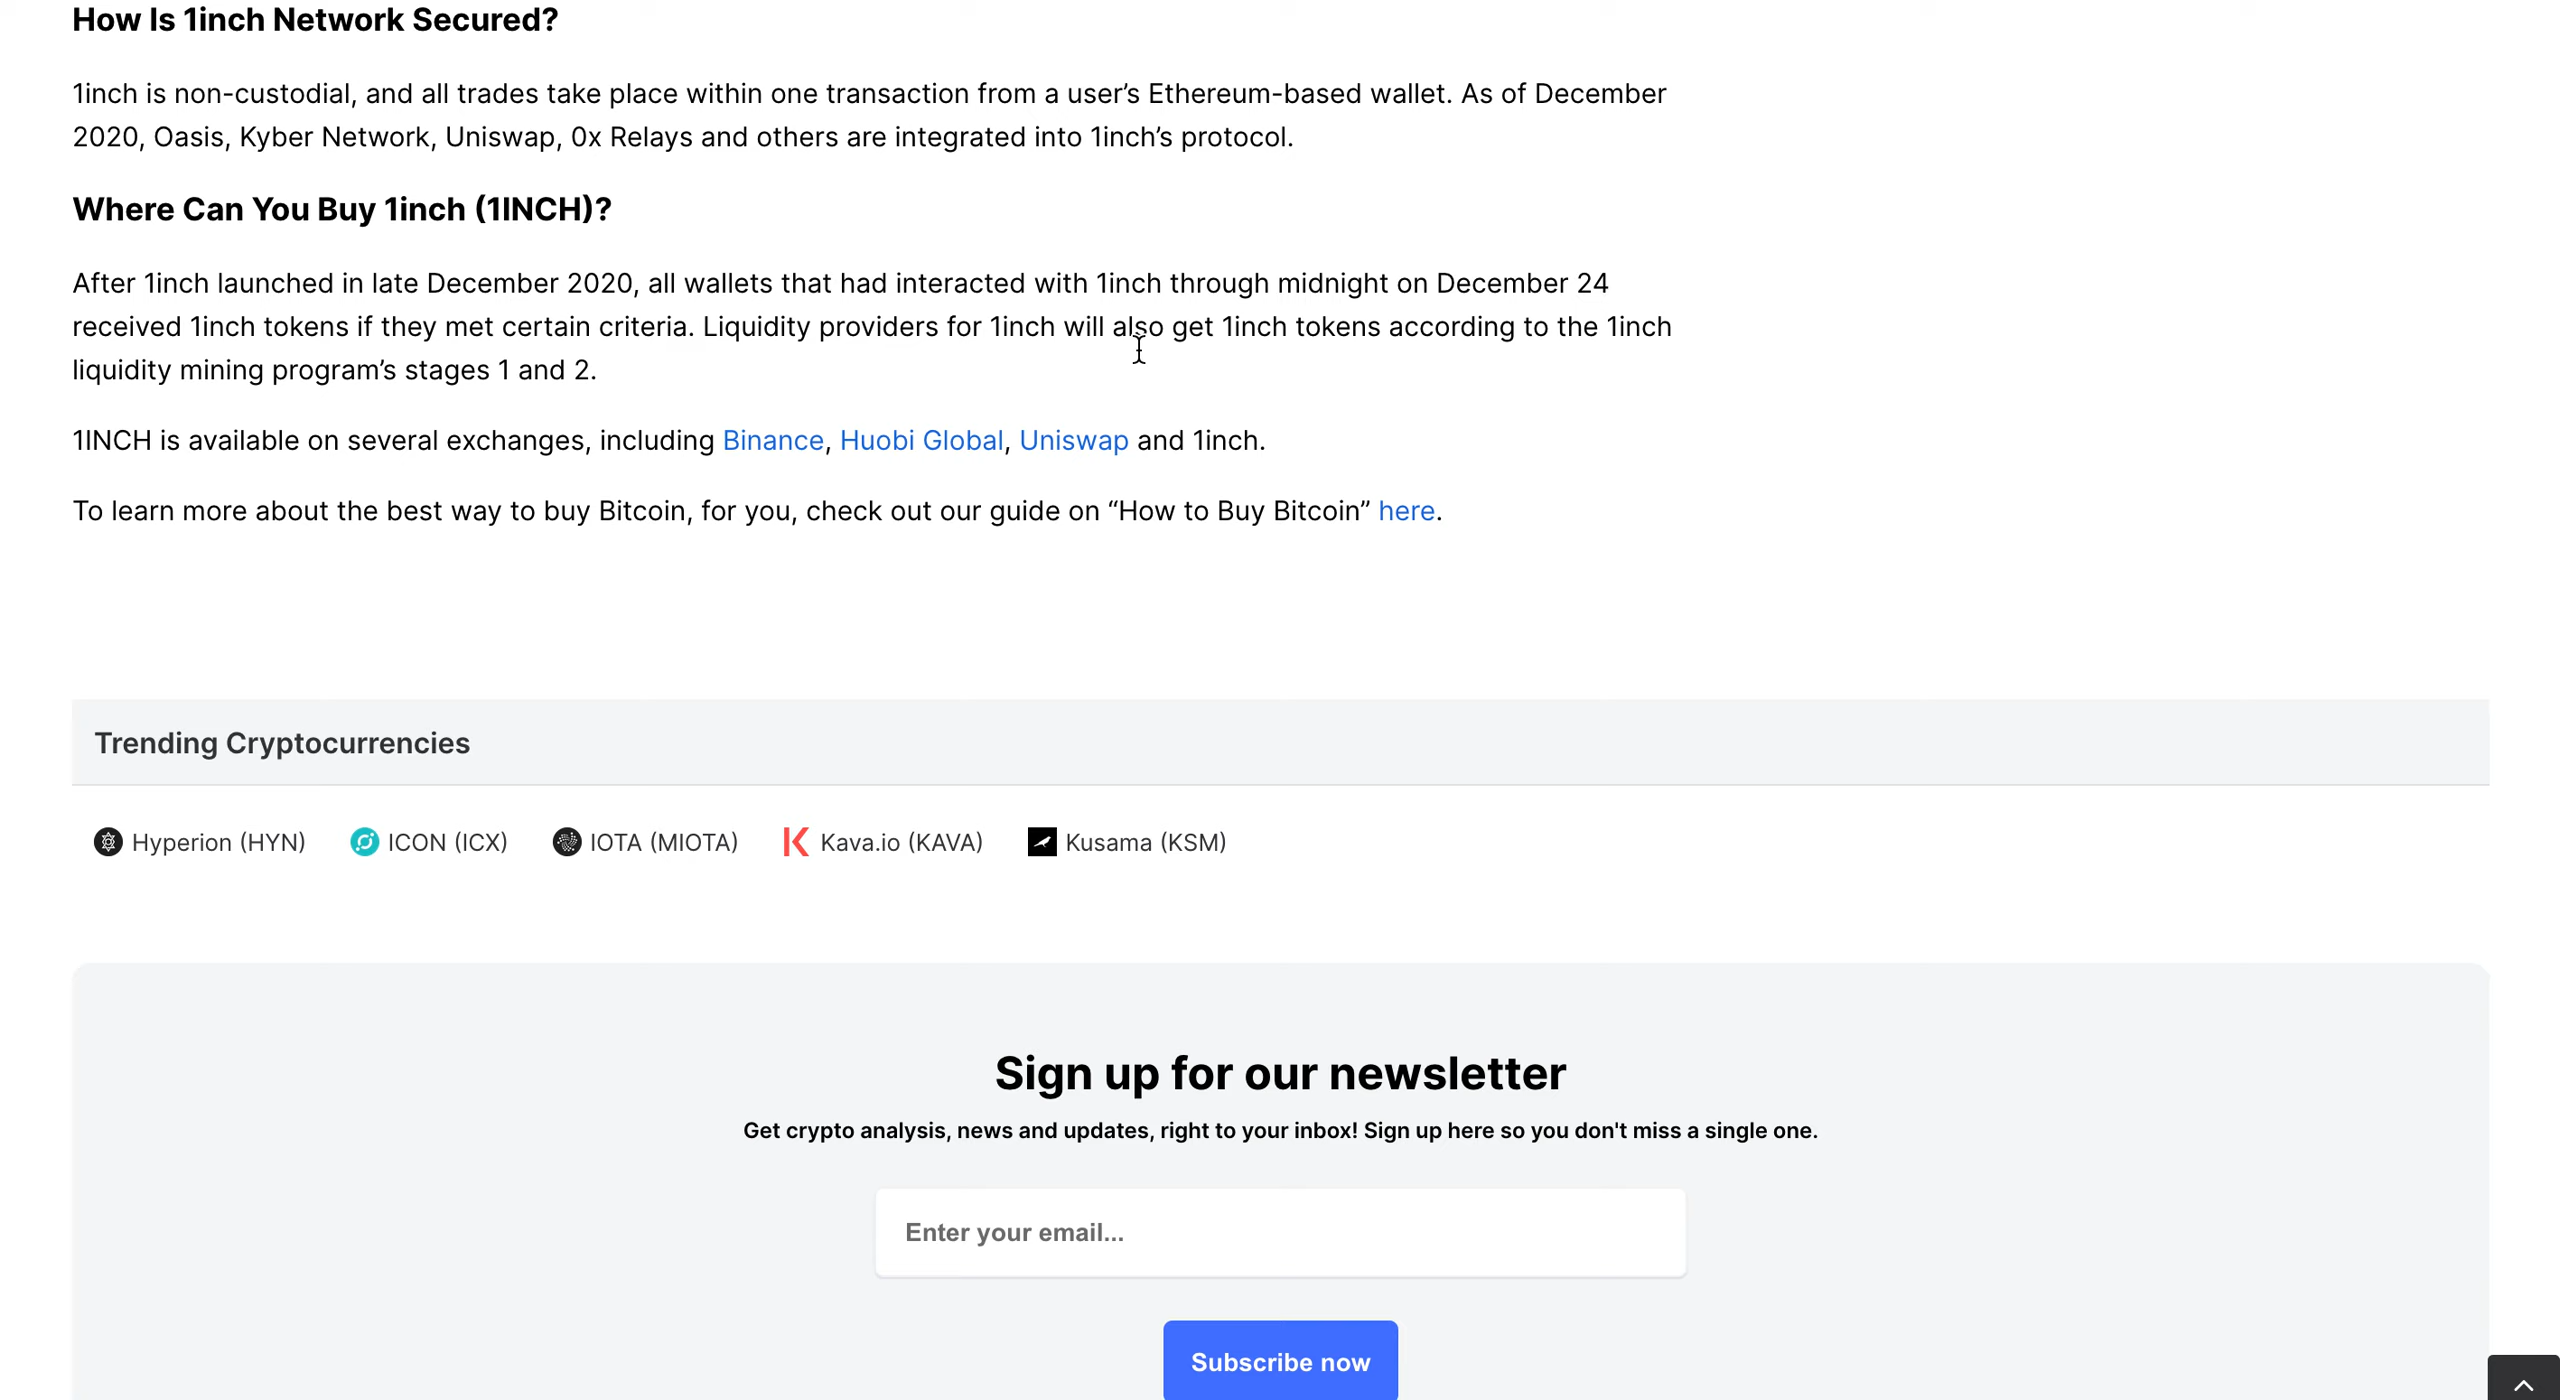 How Is 1inch Network Secured?
1inch is non-custodial, and all trades take place within one transaction from a user’s Ethereum-based wallet. As of December
2020, Oasis, Kyber Network, Uniswap, 0x Relays and others are integrated into 1inch’s protocol.
Where Can You Buy 1inch (1INCH)?
After 1inch launched in late December 2020, all wallets that had interacted with 1inch through midnight on December 24
received 1inch tokens if they met certain criteria. Liquidity providers for 1inch will also get 1inch tokens according to the 1inch
liquidity mining program’s stages 1 and 2.
1INCH is available on several exchanges, including Binance, Huobi Global, Uniswap and 1inch.
To learn more about the best way to buy Bitcoin, for you, check out our guide on “How to Buy Bitcoin” here.
Trending Cryptocurrencies
Hyperion (HYN) ICON (ICX) IOTA (MIOTA) Kava.io (KAVA) Kusama (KSM)
Sign up for our newsletter
Get crypto analysis, news and updates, right to your inbox! Sign up here so you don't miss a single one.
Enter your email...
Subscribe now